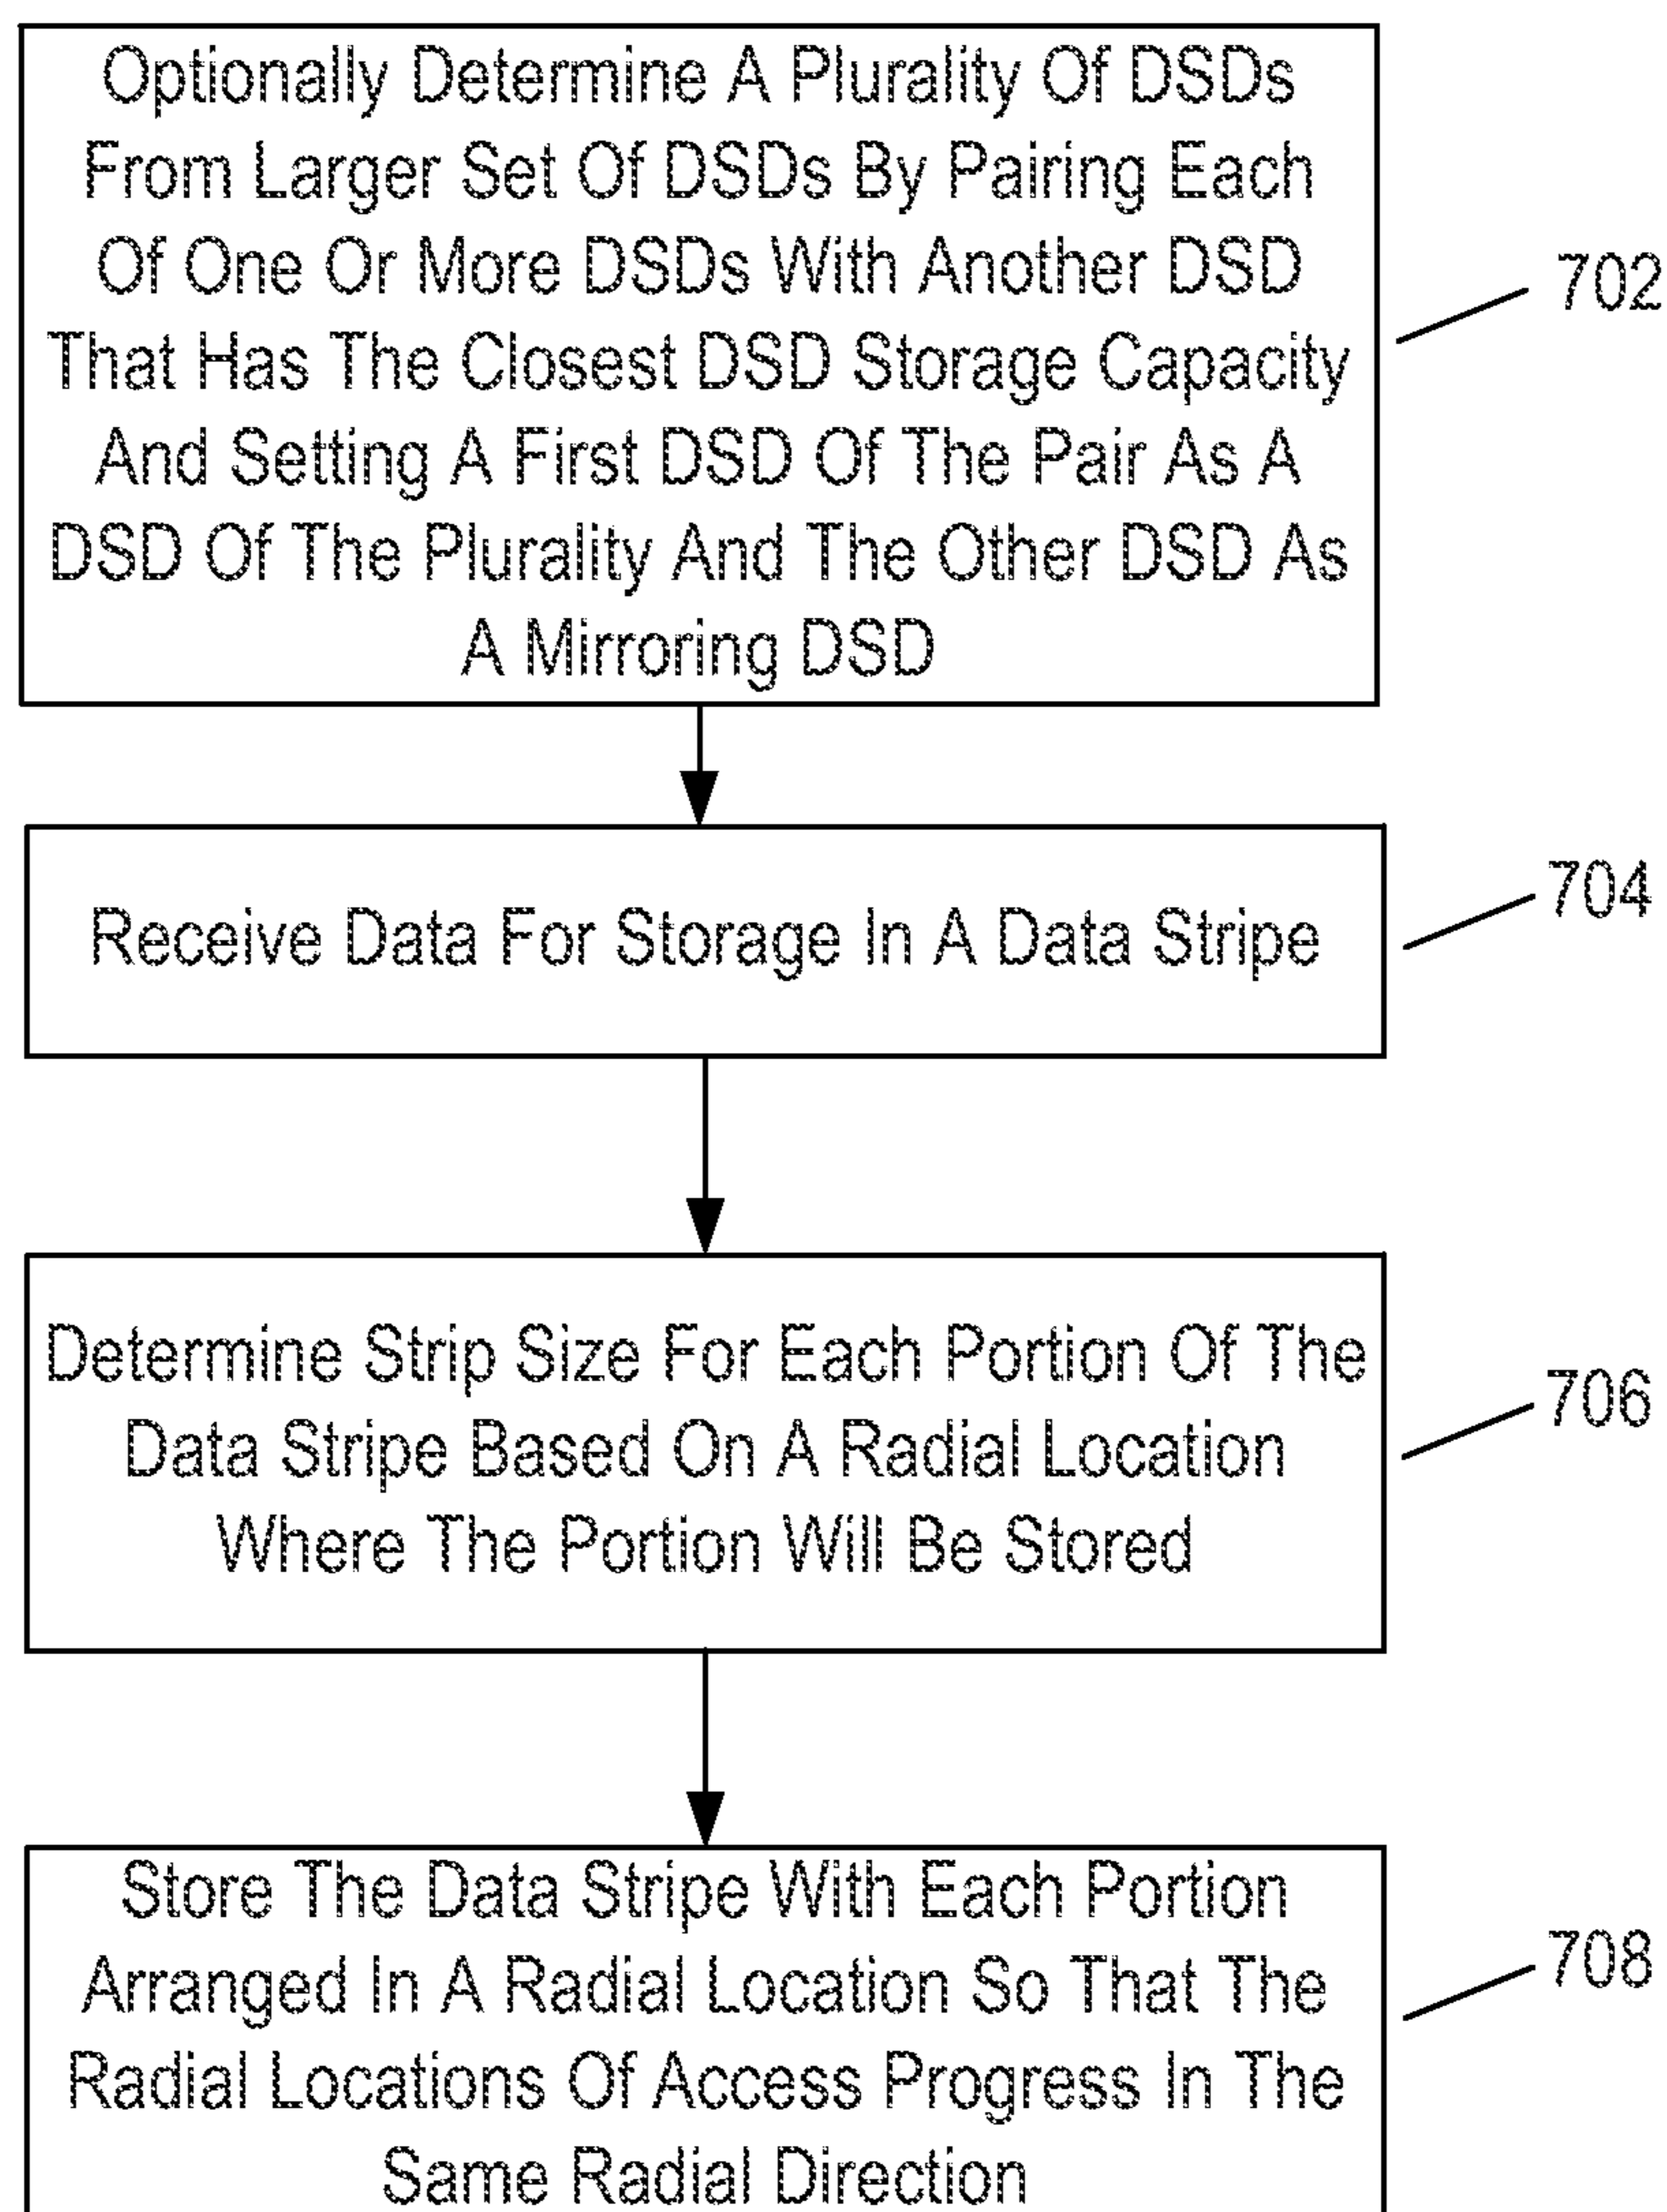 Optionally Determine A Plurality Of DSDs
From Larger Set Of DSDs By Pairing Each
Of One Or More DSDs With Another DSD
That Has The Closest DSD Storage Capacity
And Setting A First DSD Of The Pair As A
DSD Of The Plurality And The Other DSD As
A Mirroring DSD
702
Receive Data For Storage In A Data Stripe
704
Determine Strip Size For Each Portion Of The
Data Stripe Based On A Radial Location
Where The Portion Will Be Stored
706
Store The Data Stripe With Each Portion
Arranged In A Radial Location So That The
Radial Locations Of Access Progress In The
Same Radial Direction
708